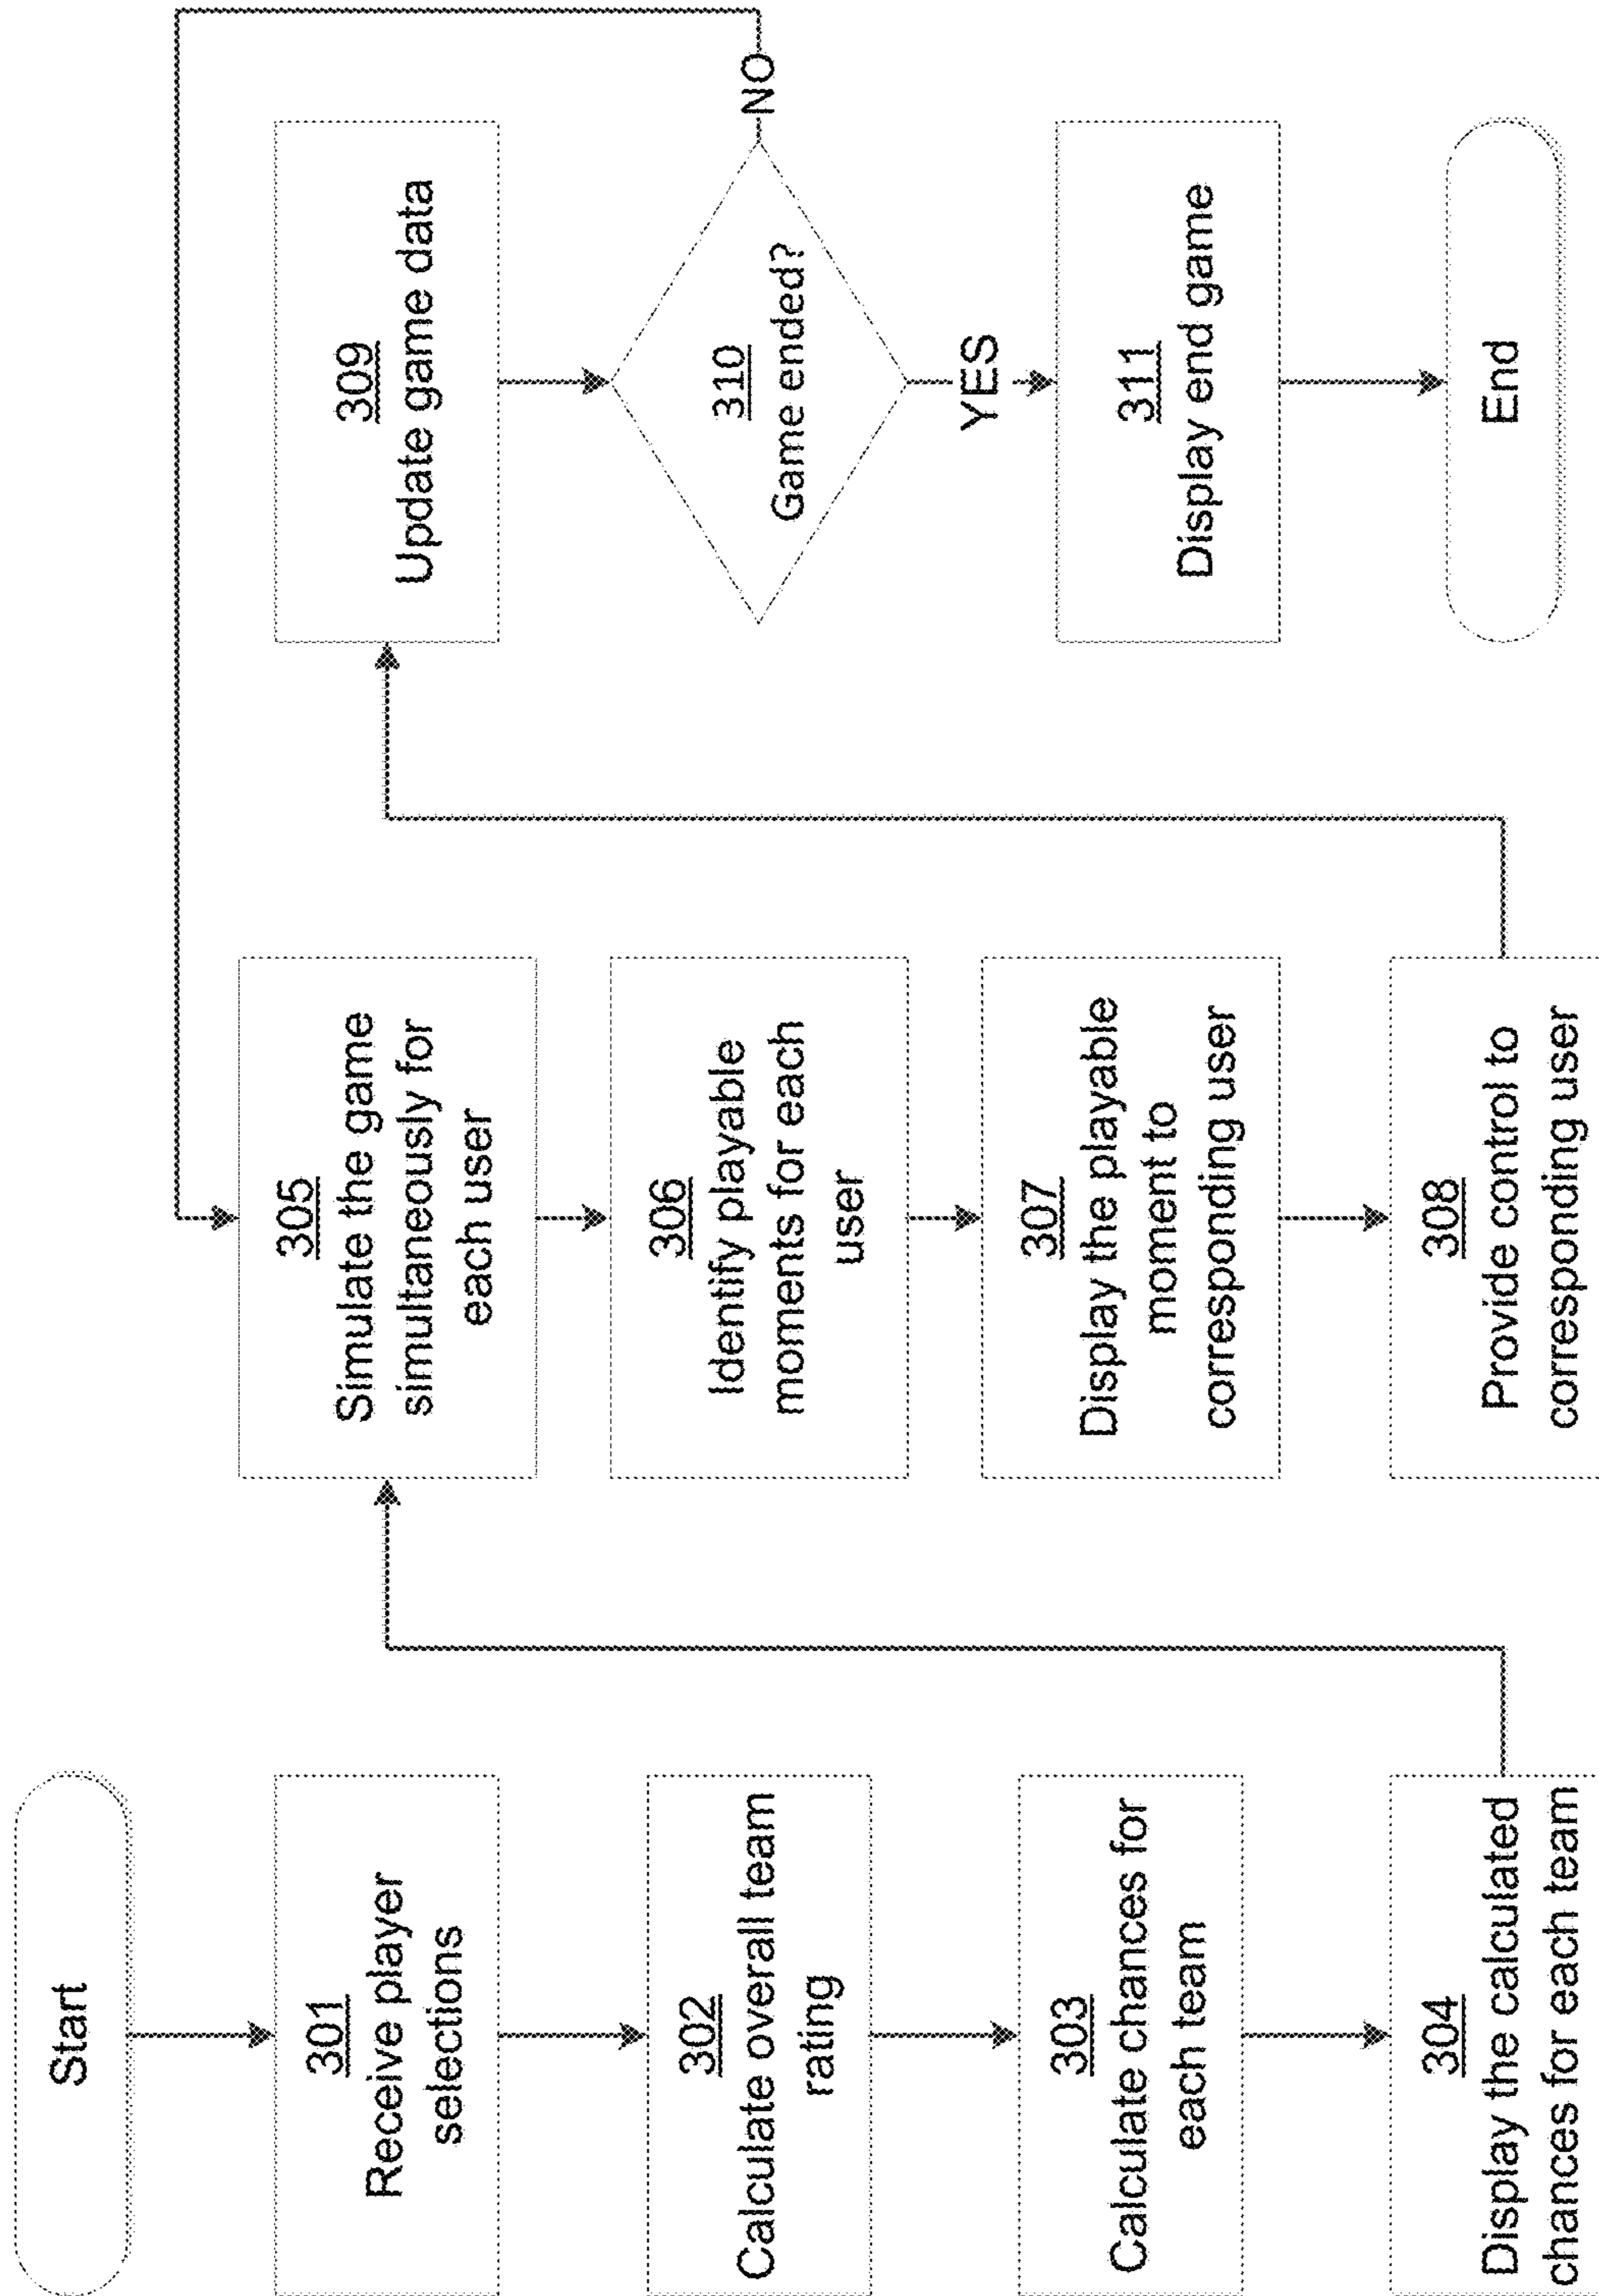 Start
301
Receive player
selections
302
Calculate overall team
rating
303
Calculate chances for
each team
304
Display the calculated
chances for each team
305
Simulate the game
simultaneously for
each user
306
Identify playable
moments for each
user
307
Display the playable
moment to
corresponding user
308
Provide control to
corresponding user
309
Update game data
310
Game ended?
NO
YES
311
Display end game
End